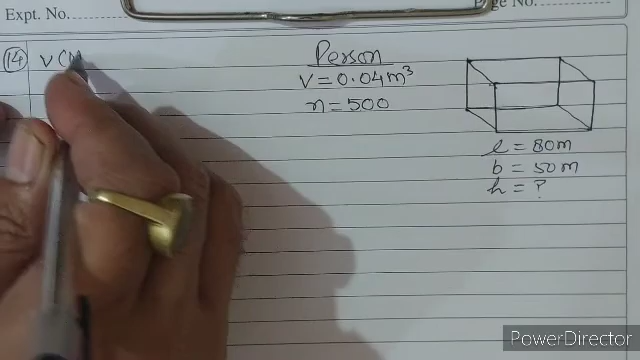 Expt. No.
Page No.
14 V (M
Person
V = 0.04m³
n = 500
l = 80m
b = 50m
h = ?
PowerDirector